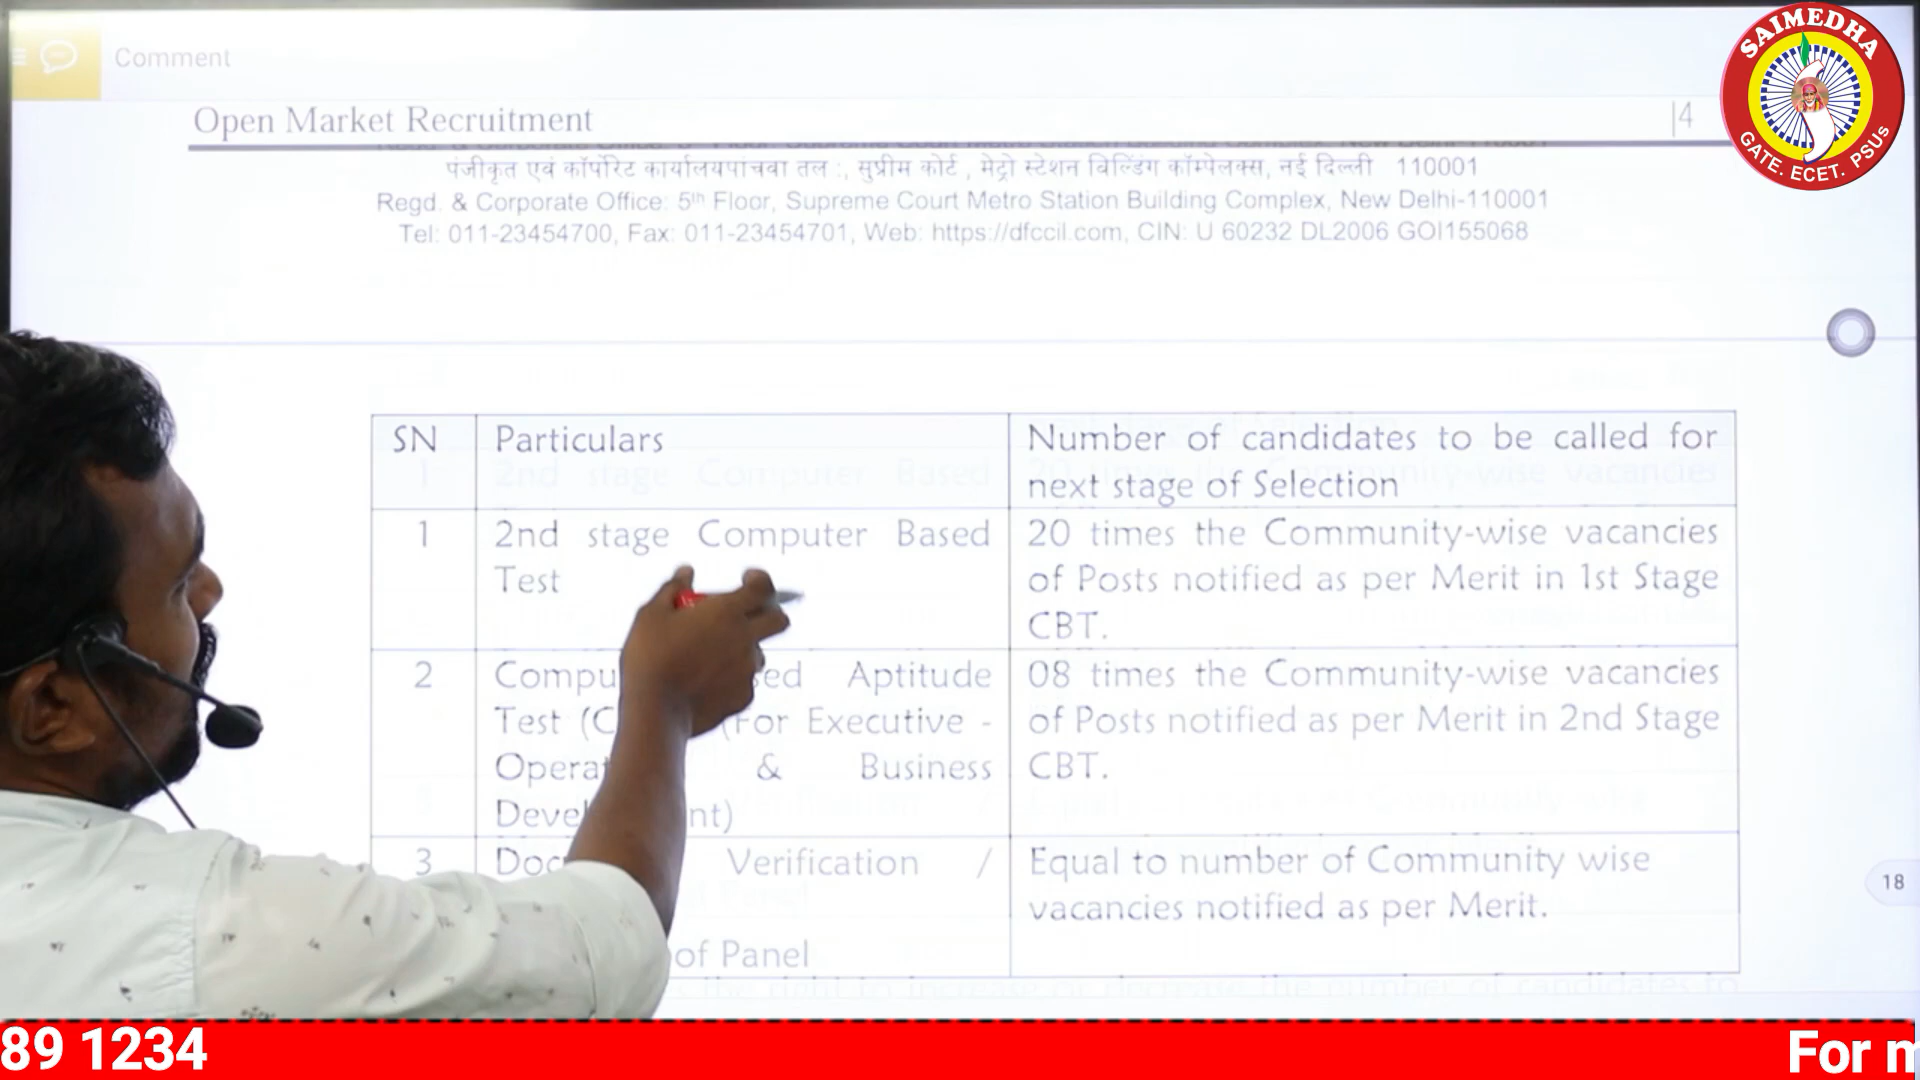 Comment
SAIMEDHA
GATE. ECET. PSUs
Open Market Recruitment
|4
पंजीकृत एवं कॉर्पोरेट कार्यालयपांचवा तल :, सुप्रीम कोर्ट , मेट्रो स्टेशन बिल्डिंग कॉम्पेलक्स, नई दिल्ली 110001
Regd. & Corporate Office: 5th Floor, Supreme Court Metro Station Building Complex, New Delhi-110001
Tel: 011-23454700, Fax: 011-23454701, Web: https://dfccil.com, CIN: U 60232 DL2006 GOI155068
SN Particulars Number of candidates to be called for
next stage of Selection
1 2nd stage Computer Based 20 times the Community-wise vacancies
Test of Posts notified as per Merit in 1st Stage
CBT.
2 Compu sed Aptitude 08 times the Community-wise vacancies
Test (C (For Executive - of Posts notified as per Merit in 2nd Stage
Operat & Business CBT.
Deve nt)
3 Doc Verification / Equal to number of Community wise
vacancies notified as per Merit.
of Panel
18
89 1234
For m